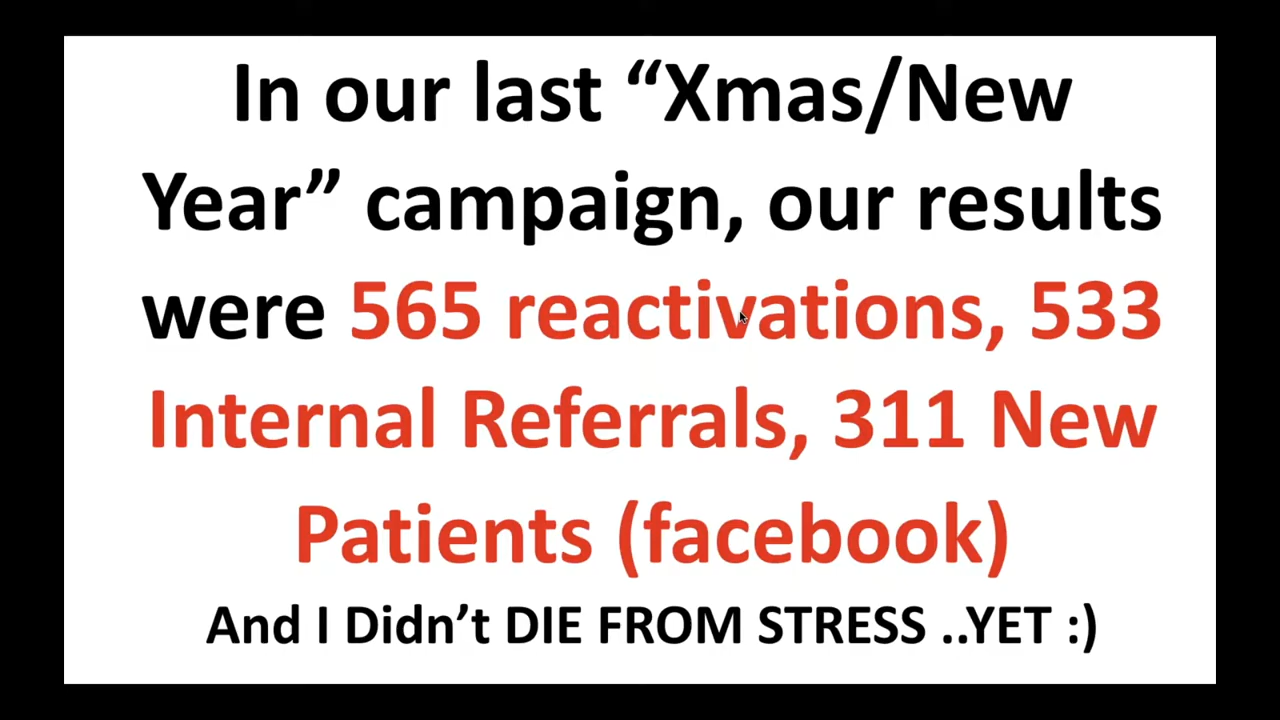 In our last “Xmas/New
Year” campaign, our results
were 565 reactivations, 533
Internal Referrals, 311 New
Patients (facebook)
And I Didn’t DIE FROM STRESS ..YET :)